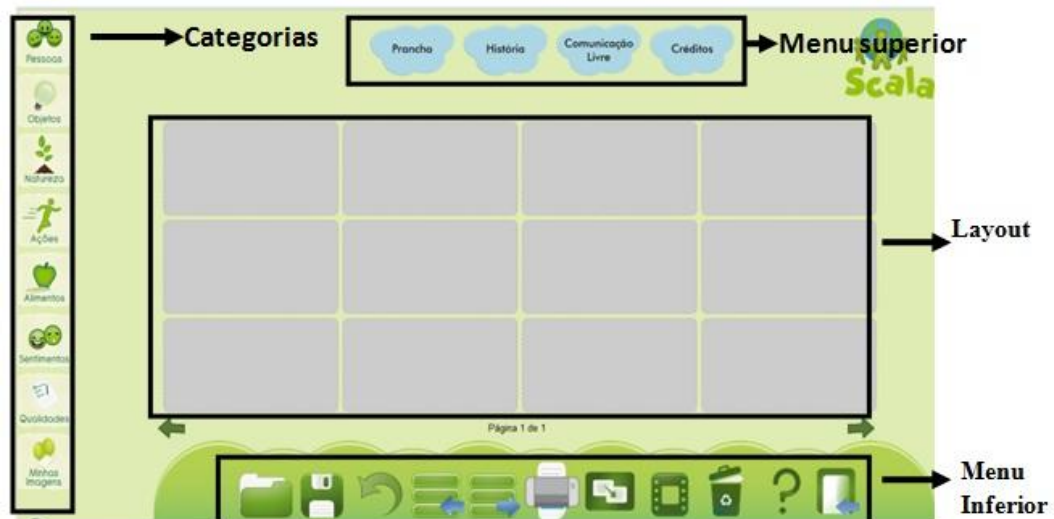 Pessoas
Objetos
Natureza
Ações
Alimentos
Sentimentos
Qualidades
Minhas
Imagens
Categorias
Prancha
História
Comunicação
Livre
Créditos
Menu superior
Scala
Layout
Página 1 de 1
Menu
Inferior